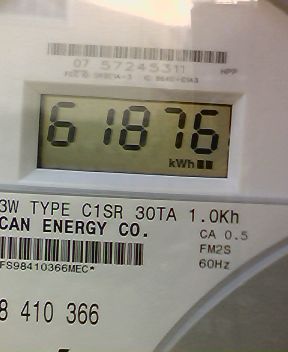 07 57245311
HPP
61876
kWh
3W TYPE C1SR 30TA 1.0Kh
CAN ENERGY CO.
CA 0.5
FM2S
60Hz
FS98410366MEC*
8 410 366